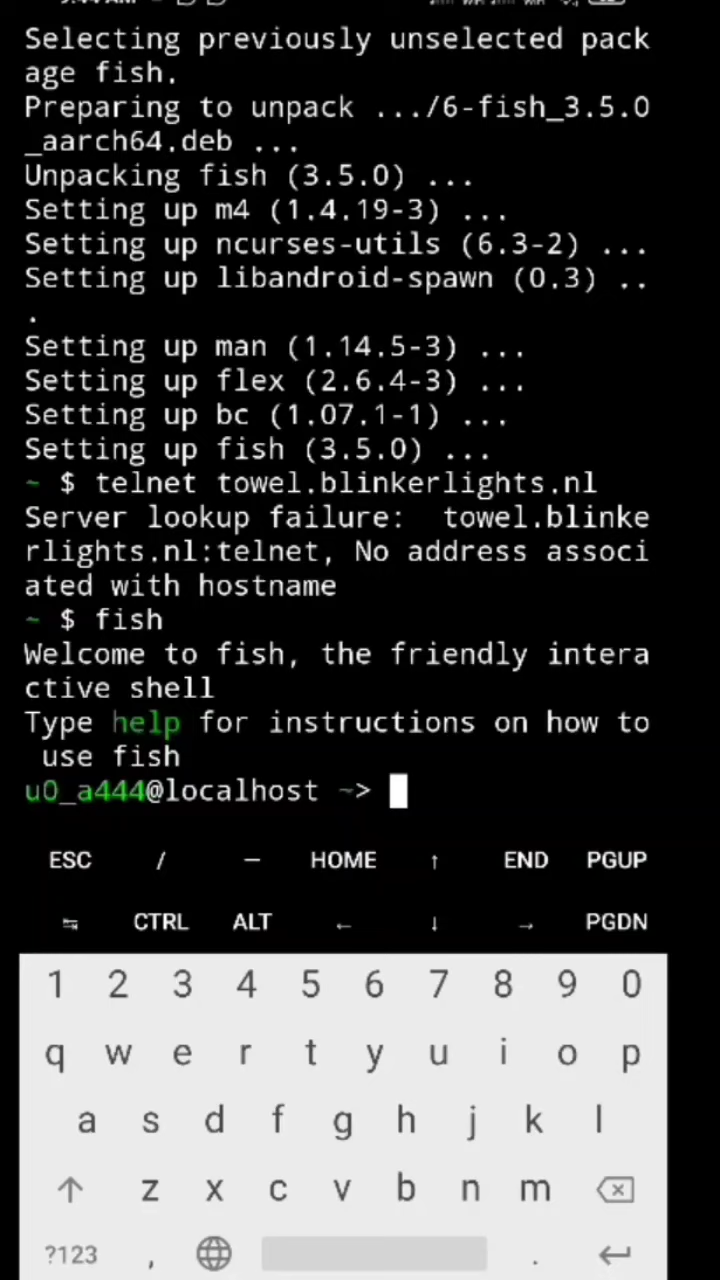 Selecting previously unselected pack
age fish.
Preparing to unpack .../6-fish_3.5.0
_aarch64.deb ...
Unpacking fish (3.5.0) ...
Setting up m4 (1.4.19-3) ...
Setting up ncurses-utils (6.3-2) ...
Setting up libandroid-spawn (0.3) ..
.
Setting up man (1.14.5-3) ...
Setting up flex (2.6.4-3) ...
Setting up bc (1.07.1-1) ...
Setting up fish (3.5.0) ...
~ $ telnet towel.blinkerlights.nl
Server lookup failure:  towel.blinke
rlights.nl:telnet, No address associ
ated with hostname
~ $ fish
Welcome to fish, the friendly intera
ctive shell
Type help for instructions on how to
 use fish
u0_a444@localhost ~>
ESC / — HOME ↑ END PGUP
⇆ CTRL ALT ← ↓ → PGDN
1 2 3 4 5 6 7 8 9 0
q w e r t y u i o p
a s d f g h j k l
z x c v b n m
?123 , .